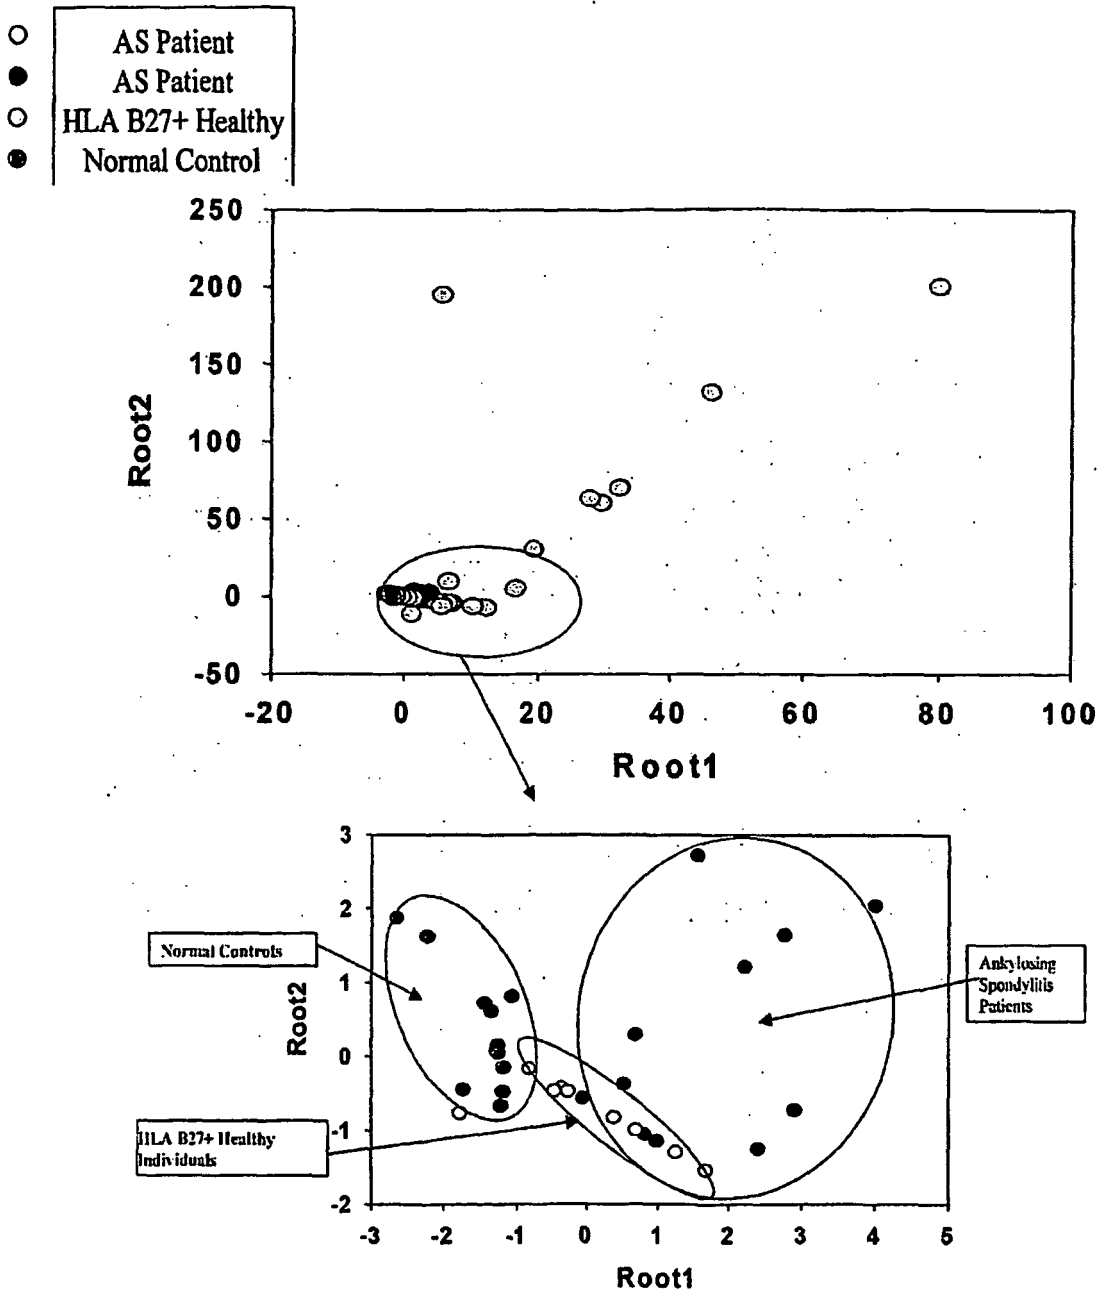 AS Patient
AS Patient
HLA B27+ Healthy
Normal Control
250
200
150
100
50
0
-50
Root2
-20 0 20 40 60 80 100
Root1
3
2
1
0
-1
-2
Root2
Normal Controls
Ankylosing
Spondylitis
Patients
HLA B27+ Healthy
Individuals
-3 -2 -1 0 1 2 3 4 5
Root1